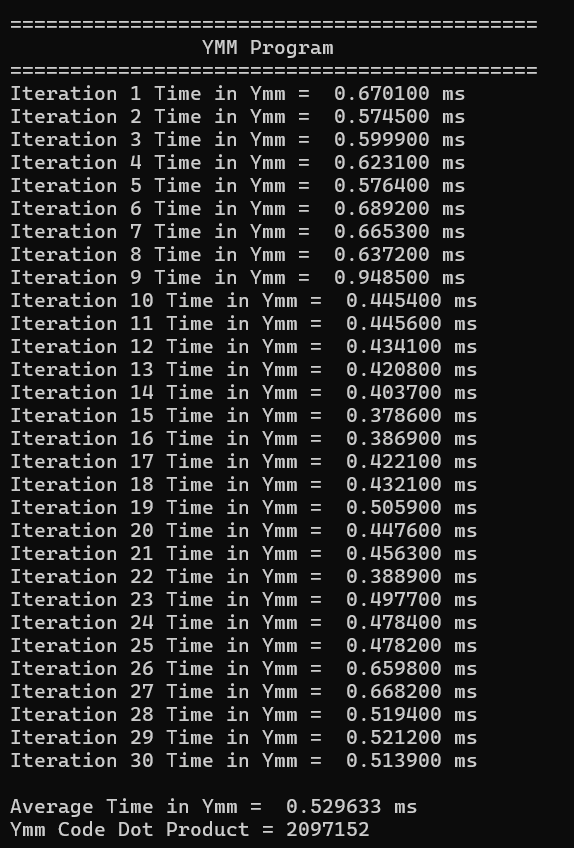 ============================================
YMM Program
============================================
Iteration 1 Time in Ymm =  0.670100 ms
Iteration 2 Time in Ymm =  0.574500 ms
Iteration 3 Time in Ymm =  0.599900 ms
Iteration 4 Time in Ymm =  0.623100 ms
Iteration 5 Time in Ymm =  0.576400 ms
Iteration 6 Time in Ymm =  0.689200 ms
Iteration 7 Time in Ymm =  0.665300 ms
Iteration 8 Time in Ymm =  0.637200 ms
Iteration 9 Time in Ymm =  0.948500 ms
Iteration 10 Time in Ymm =  0.445400 ms
Iteration 11 Time in Ymm =  0.445600 ms
Iteration 12 Time in Ymm =  0.434100 ms
Iteration 13 Time in Ymm =  0.420800 ms
Iteration 14 Time in Ymm =  0.403700 ms
Iteration 15 Time in Ymm =  0.378600 ms
Iteration 16 Time in Ymm =  0.386900 ms
Iteration 17 Time in Ymm =  0.422100 ms
Iteration 18 Time in Ymm =  0.432100 ms
Iteration 19 Time in Ymm =  0.505900 ms
Iteration 20 Time in Ymm =  0.447600 ms
Iteration 21 Time in Ymm =  0.456300 ms
Iteration 22 Time in Ymm =  0.388900 ms
Iteration 23 Time in Ymm =  0.497700 ms
Iteration 24 Time in Ymm =  0.478400 ms
Iteration 25 Time in Ymm =  0.478200 ms
Iteration 26 Time in Ymm =  0.659800 ms
Iteration 27 Time in Ymm =  0.668200 ms
Iteration 28 Time in Ymm =  0.519400 ms
Iteration 29 Time in Ymm =  0.521200 ms
Iteration 30 Time in Ymm =  0.513900 ms
Average Time in Ymm =  0.529633 ms
Ymm Code Dot Product = 2097152